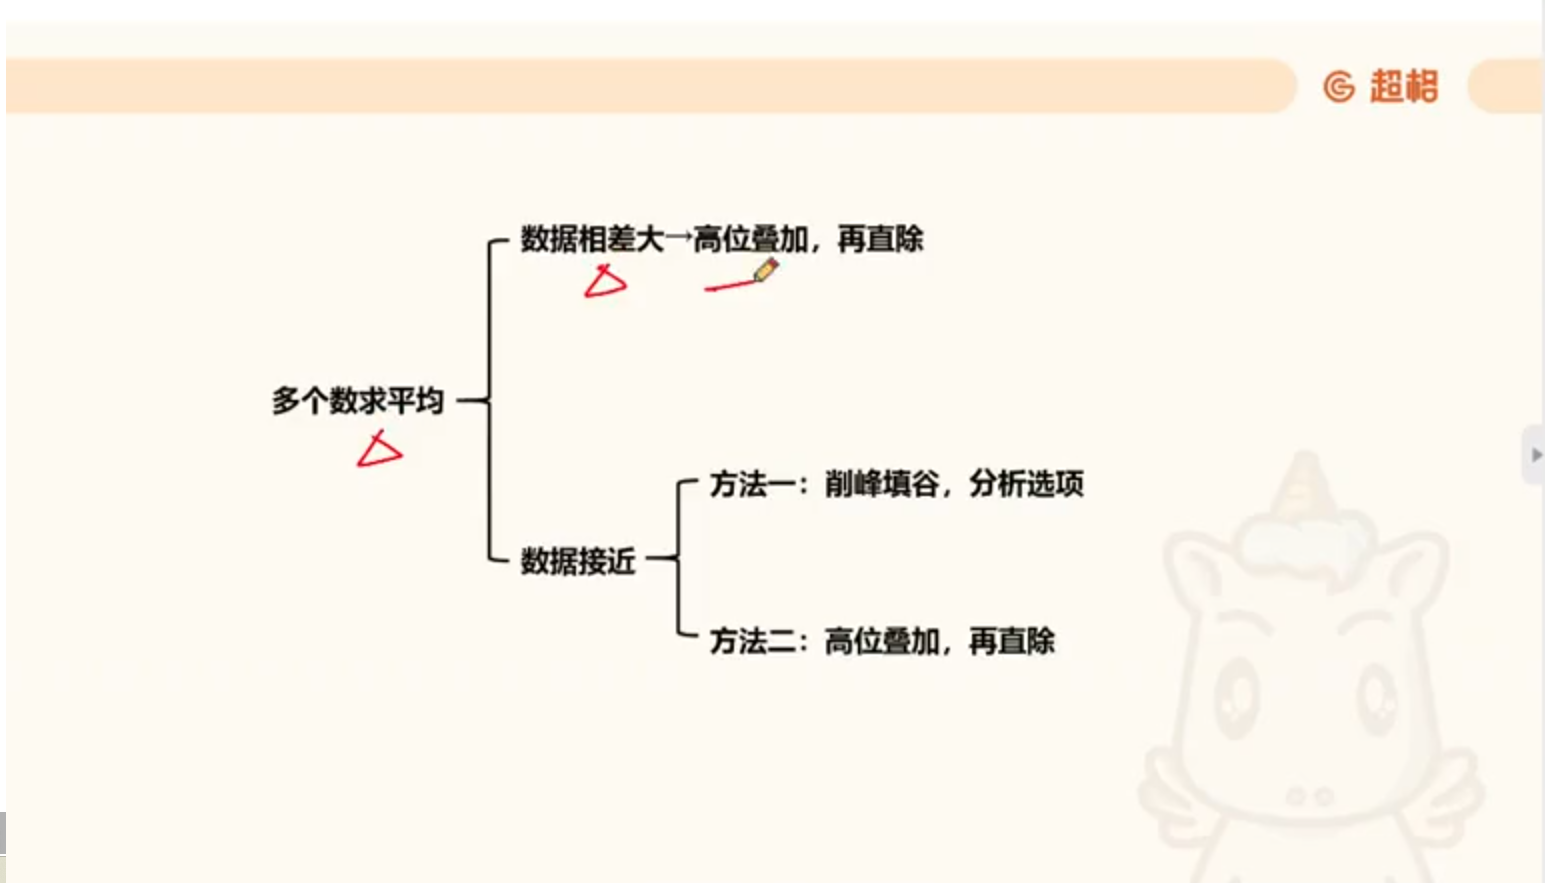 超格
数据相差大→高位叠加，再直除
多个数求平均
方法一：削峰填谷，分析选项
数据接近
方法二：高位叠加，再直除